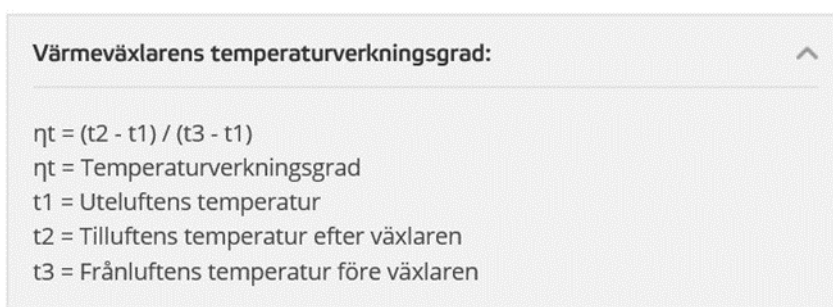 Värmeväxlarens temperaturverkningsgrad:
ηt = (t2 - t1) / (t3 - t1)
ηt = Temperaturverkningsgrad
t1 = Uteluftens temperatur
t2 = Tilluftens temperatur efter växlaren
t3 = Frånluftens temperatur före växlaren